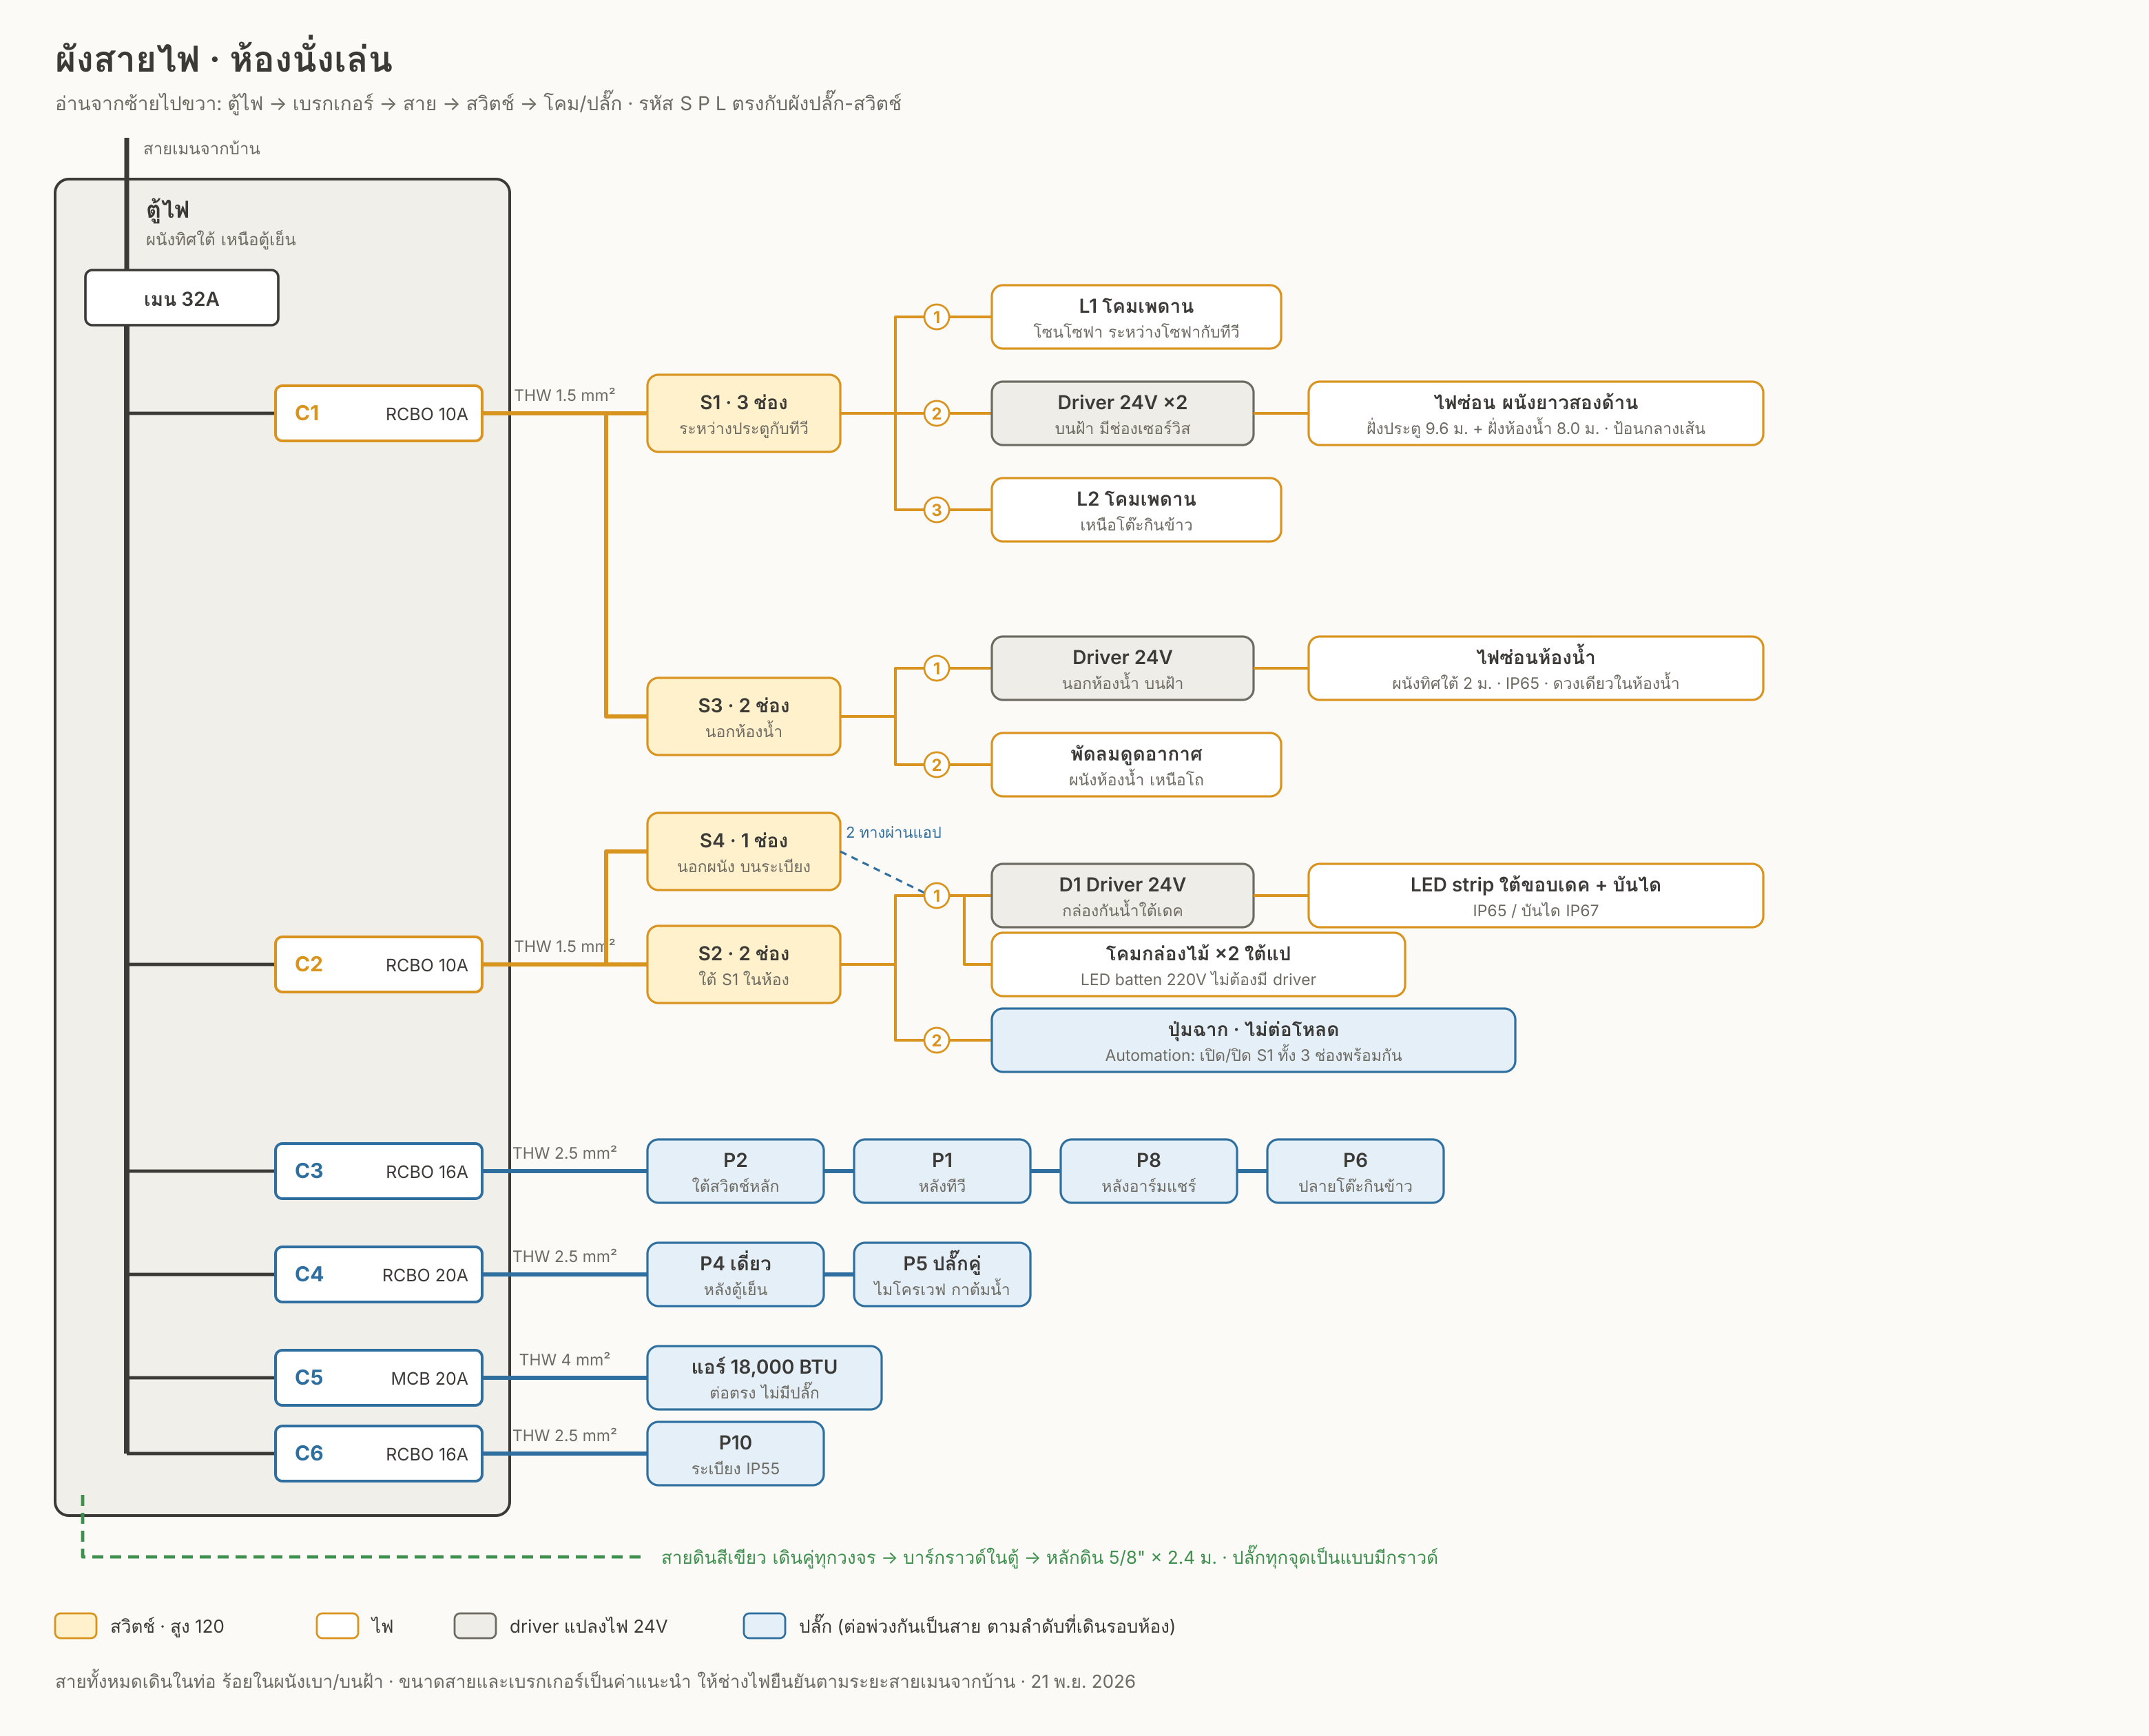 ผังสายไฟ · ห้องนั่งเล่น
อ่านจากซ้ายไปขวา: ตู้ไฟ → เบรกเกอร์ → สาย → สวิตช์ → โคม/ปลั๊ก · รหัส S P L ตรงกับผังปลั๊ก-สวิตช์
สายเมนจากบ้าน
ตู้ไฟ
ผนังทิศใต้ เหนือตู้เย็น
เมน 32A
C1 RCBO 10A
THW 1.5 mm²
S1 · 3 ช่อง
ระหว่างประตูกับทีวี
1
L1 โคมเพดาน
โซนโซฟา ระหว่างโซฟากับทีวี
2
Driver 24V ×2
บนฝ้า มีช่องเซอร์วิส
ไฟซ่อน ผนังยาวสองด้าน
ฝั่งประตู 9.6 ม. + ฝั่งห้องน้ำ 8.0 ม. · ป้อนกลางเส้น
3
L2 โคมเพดาน
เหนือโต๊ะกินข้าว
S3 · 2 ช่อง
นอกห้องน้ำ
1
Driver 24V
นอกห้องน้ำ บนฝ้า
ไฟซ่อนห้องน้ำ
ผนังทิศใต้ 2 ม. · IP65 · ดวงเดียวในห้องน้ำ
2
พัดลมดูดอากาศ
ผนังห้องน้ำ เหนือโถ
S4 · 1 ช่อง
นอกผนัง บนระเบียง
2 ทางผ่านแอป
C2 RCBO 10A
THW 1.5 mm²
S2 · 2 ช่อง
ใต้ S1 ในห้อง
1
D1 Driver 24V
กล่องกันน้ำใต้เดค
LED strip ใต้ขอบเดค + บันได
IP65 / บันได IP67
โคมกล่องไม้ ×2 ใต้แป
LED batten 220V ไม่ต้องมี driver
2
ปุ่มฉาก · ไม่ต่อโหลด
Automation: เปิด/ปิด S1 ทั้ง 3 ช่องพร้อมกัน
C3 RCBO 16A
THW 2.5 mm²
P2
ใต้สวิตช์หลัก
P1
หลังทีวี
P8
หลังอาร์มแชร์
P6
ปลายโต๊ะกินข้าว
C4 RCBO 20A
THW 2.5 mm²
P4 เดี่ยว
หลังตู้เย็น
P5 ปลั๊กคู่
ไมโครเวฟ กาต้มน้ำ
C5 MCB 20A
THW 4 mm²
แอร์ 18,000 BTU
ต่อตรง ไม่มีปลั๊ก
C6 RCBO 16A
THW 2.5 mm²
P10
ระเบียง IP55
สายดินสีเขียว เดินคู่ทุกวงจร → บาร์กราวด์ในตู้ → หลักดิน 5/8" × 2.4 ม. · ปลั๊กทุกจุดเป็นแบบมีกราวด์
สวิตช์ · สูง 120
ไฟ
driver แปลงไฟ 24V
ปลั๊ก (ต่อพ่วงกันเป็นสาย ตามลำดับที่เดินรอบห้อง)
สายทั้งหมดเดินในท่อ ร้อยในผนังเบา/บนฝ้า · ขนาดสายและเบรกเกอร์เป็นค่าแนะนำ ให้ช่างไฟยืนยันตามระยะสายเมนจากบ้าน · 21 พ.ย. 2026